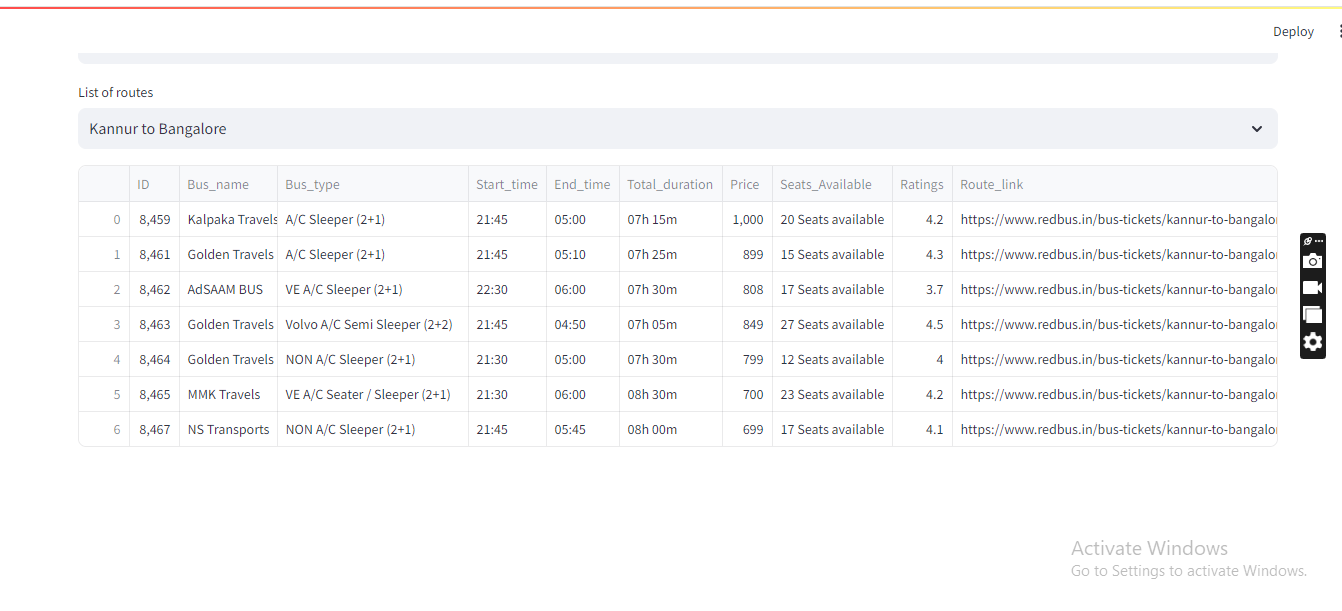 Deploy
List of routes
Kannur to Bangalore
ID Bus_name Bus_type Start_time End_time Total_duration Price Seats_Available Ratings Route_link
0 8,459 Kalpaka Travels A/C Sleeper (2+1) 21:45 05:00 07h 15m 1,000 20 Seats available 4.2 https://www.redbus.in/bus-tickets/kannur-to-bangalo
1 8,461 Golden Travels A/C Sleeper (2+1) 21:45 05:10 07h 25m 899 15 Seats available 4.3 https://www.redbus.in/bus-tickets/kannur-to-bangalo
2 8,462 AdSAAM BUS VE A/C Sleeper (2+1) 22:30 06:00 07h 30m 808 17 Seats available 3.7 https://www.redbus.in/bus-tickets/kannur-to-bangalo
3 8,463 Golden Travels Volvo A/C Semi Sleeper (2+2) 21:45 04:50 07h 05m 849 27 Seats available 4.5 https://www.redbus.in/bus-tickets/kannur-to-bangalo
4 8,464 Golden Travels NON A/C Sleeper (2+1) 21:30 05:00 07h 30m 799 12 Seats available 4 https://www.redbus.in/bus-tickets/kannur-to-bangalo
5 8,465 MMK Travels VE A/C Seater / Sleeper (2+1) 21:30 06:00 08h 30m 700 23 Seats available 4.2 https://www.redbus.in/bus-tickets/kannur-to-bangalo
6 8,467 NS Transports NON A/C Sleeper (2+1) 21:45 05:45 08h 00m 699 17 Seats available 4.1 https://www.redbus.in/bus-tickets/kannur-to-bangalo
Activate Windows
Go to Settings to activate Windows.